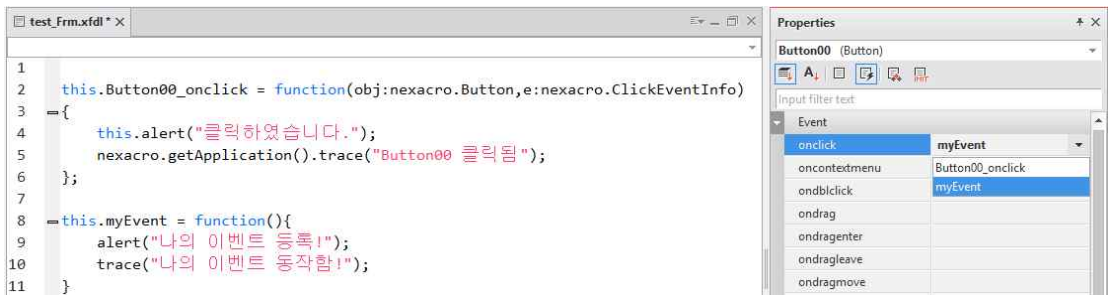 test_Frm.xfdl * ×
1
2 this.Button00_onclick = function(obj:nexacro.Button,e:nexacro.ClickEventInfo)
3 {
4 this.alert("클릭하였습니다.");
5 nexacro.getApplication().trace("Button00 클릭됨");
6 };
7
8 this.myEvent = function(){
9 alert("나의 이벤트 등록!");
10 trace("나의 이벤트 동작함!");
11 }
Properties
Button00 (Button)
Input filter text
Event
onclick myEvent
oncontextmenu Button00_onclick
ondblclick myEvent
ondrag
ondragenter
ondragleave
ondragmove